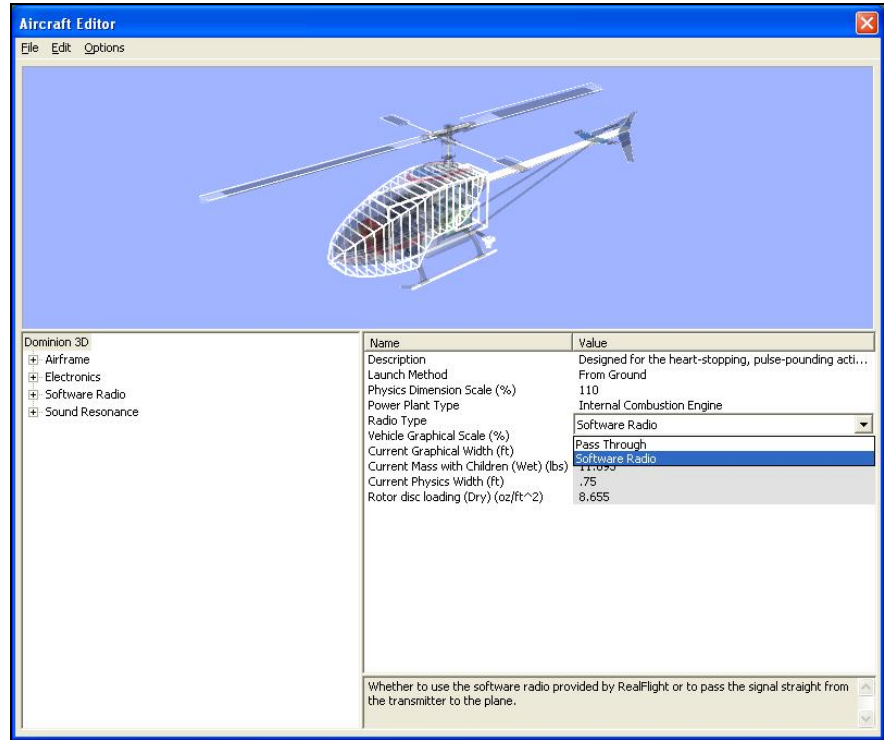 Aircraft Editor
File Edit Options
Dominion 3D
Airframe
Electronics
Software Radio
Sound Resonance
Name Value
Description Designed for the heart-stopping, pulse-pounding acti...
Launch Method From Ground
Physics Dimension Scale (%) 110
Power Plant Type Internal Combustion Engine
Radio Type Software Radio
Vehicle Graphical Scale (%)
Pass Through
Current Graphical Width (ft)
Software Radio
Current Mass with Children (Wet) (lbs)
Current Physics Width (ft) .75
Rotor disc loading (Dry) (oz/ft^2) 8.655
Whether to use the software radio provided by RealFlight or to pass the signal straight from
the transmitter to the plane.